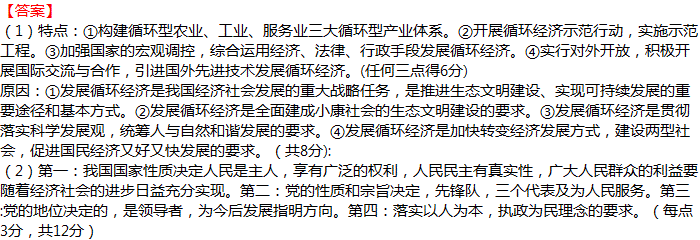 【答案】
（1）特点：①构建循环型农业、工业、服务业三大循环型产业体系。②开展循环经济示范行动，实施示范
工程。③加强国家的宏观调控，综合运用经济、法律、行政手段发展循环经济。④实行对外开放，积极开
展国际交流与合作，引进国外先进技术发展循环经济。(任何三点得6分)
原因：①发展循环经济是我国经济社会发展的重大战略任务，是推进生态文明建设、实现可持续发展的重
要途径和基本方式。②发展循环经济是全面建成小康社会的生态文明建设的要求。③发展循环经济是贯彻
落实科学发展观，统筹人与自然和谐发展的要求。④发展循环经济是加快转变经济发展方式，建设两型社
会，促进国民经济又好又快发展的要求。（共8分):
（2）第一：我国国家性质决定人民是主人，享有广泛的权利，人民民主有真实性，广大人民群众的利益要
随着经济社会的进步日益充分实现。第二：党的性质和宗旨决定，先锋队，三个代表及为人民服务。第三
:党的地位决定的，是领导者，为今后发展指明方向。第四：落实以人为本，执政为民理念的要求。（每点
3分，共12分）